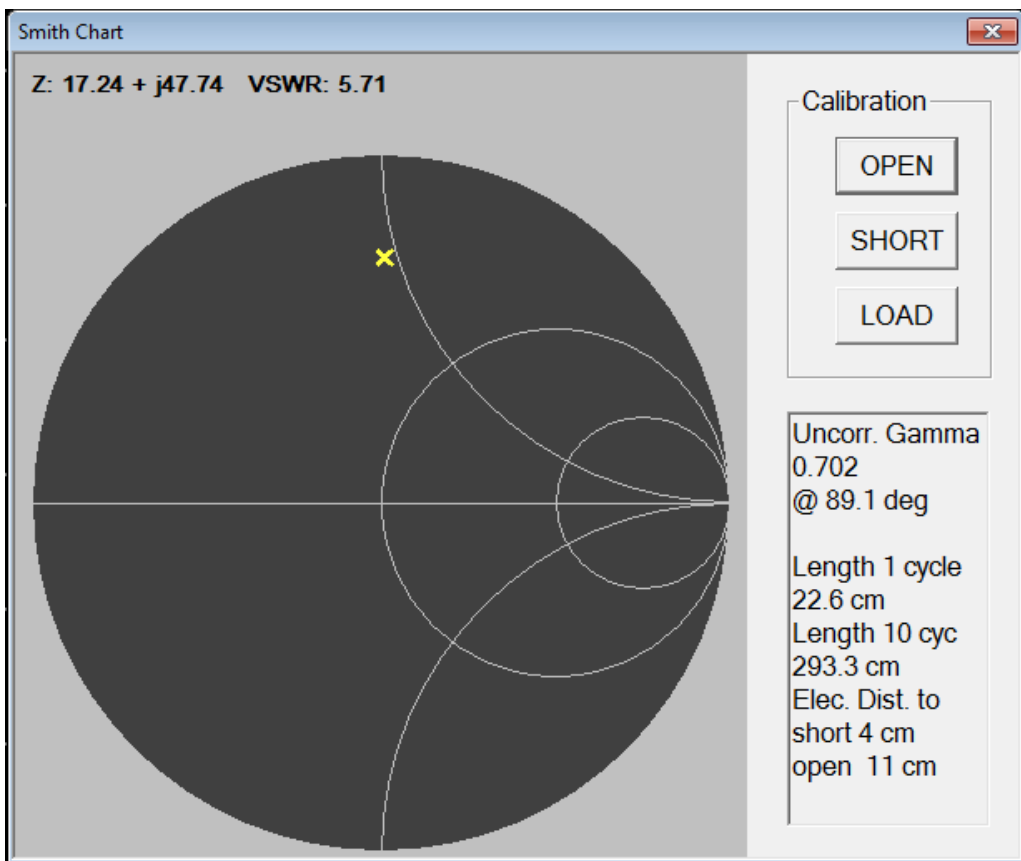 Smith Chart
Z: 17.24 + j47.74 VSWR: 5.71
Calibration
OPEN
SHORT
LOAD
Uncorr. Gamma
0.702
@ 89.1 deg
Length 1 cycle
22.6 cm
Length 10 cyc
293.3 cm
Elec. Dist. to
short 4 cm
open 11 cm